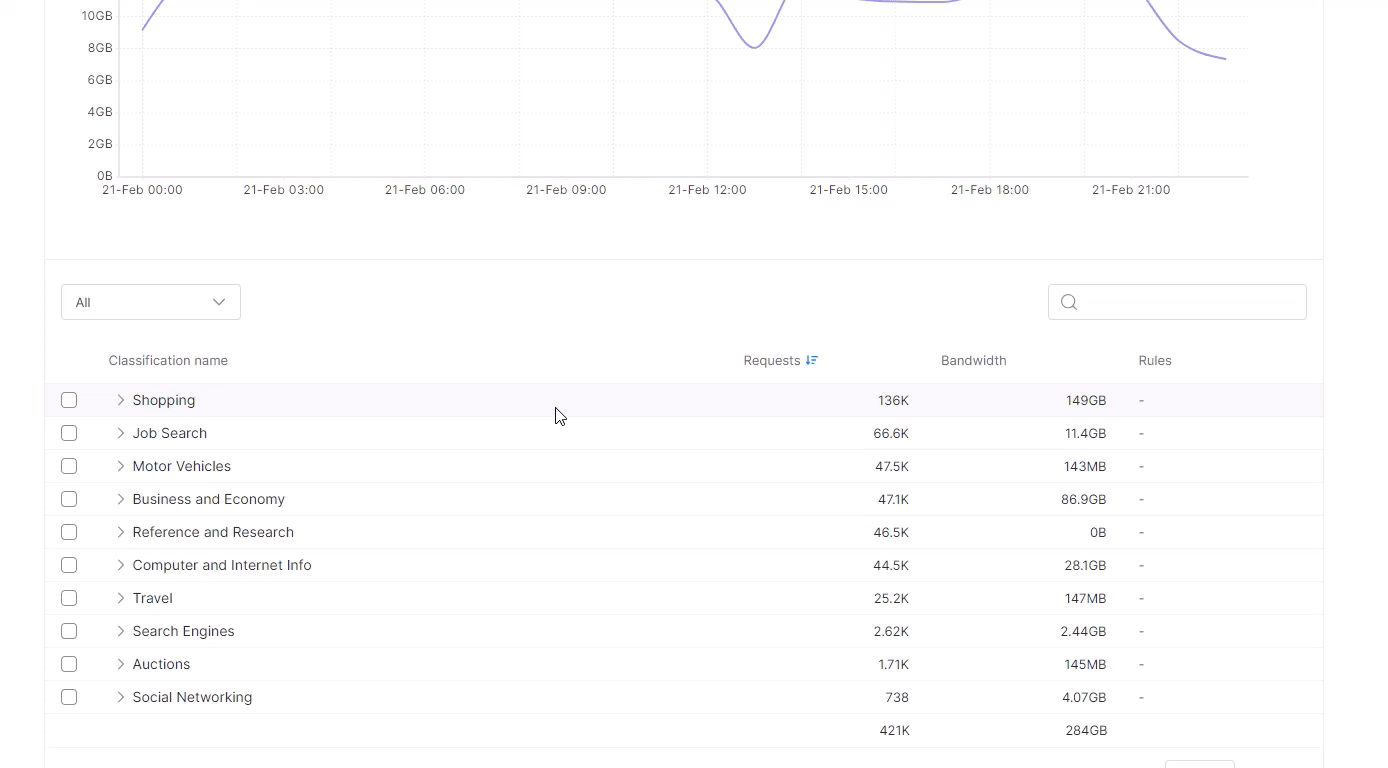 10GB
8GB
6GB
4GB
2GB
0B
21-Feb 00:00 21-Feb 03:00 21-Feb 06:00 21-Feb 09:00 21-Feb 12:00 21-Feb 15:00 21-Feb 18:00 21-Feb 21:00
All
Classification name Requests Bandwidth Rules
Shopping 136K 149GB -
Job Search 66.6K 11.4GB -
Motor Vehicles 47.5K 143MB -
Business and Economy 47.1K 86.9GB -
Reference and Research 46.5K 0B -
Computer and Internet Info 44.5K 28.1GB -
Travel 25.2K 147MB -
Search Engines 2.62K 2.44GB -
Auctions 1.71K 145MB -
Social Networking 738 4.07GB -
421K 284GB